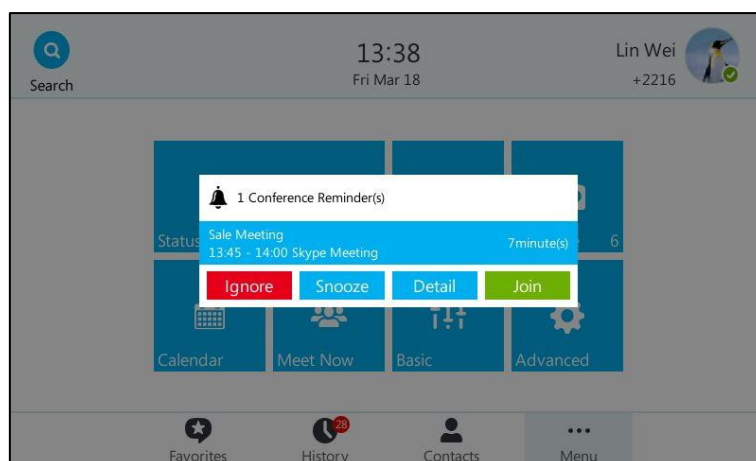 13:38
Lin Wei
Search
Fri Mar 18
+2216
1 Conference Reminder(s)
Status
Sale Meeting
7minute(s)
6
13:45 - 14:00 Skype Meeting
Ignore
Snooze
Detail
Join
Calendar
Meet Now
Basic
Advanced
28
Favorites
History
Contacts
Menu